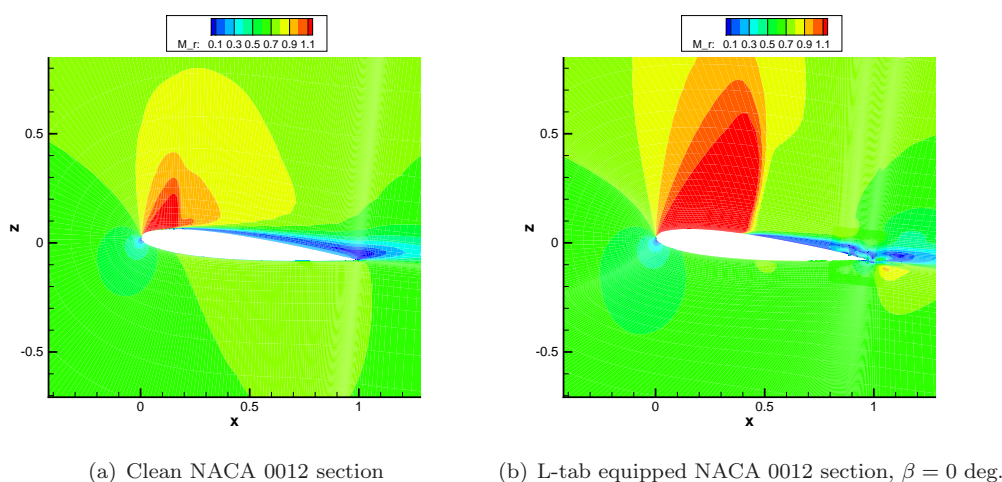 M_r: 0.1 0.3 0.5 0.7 0.9 1.1
M_r: 0.1 0.3 0.5 0.7 0.9 1.1
z
0.5
0
-0.5
0 0.5 1
x
z
0.5
0
-0.5
0 0.5 1
x
(a) Clean NACA 0012 section
(b) L-tab equipped NACA 0012 section, β = 0 deg.